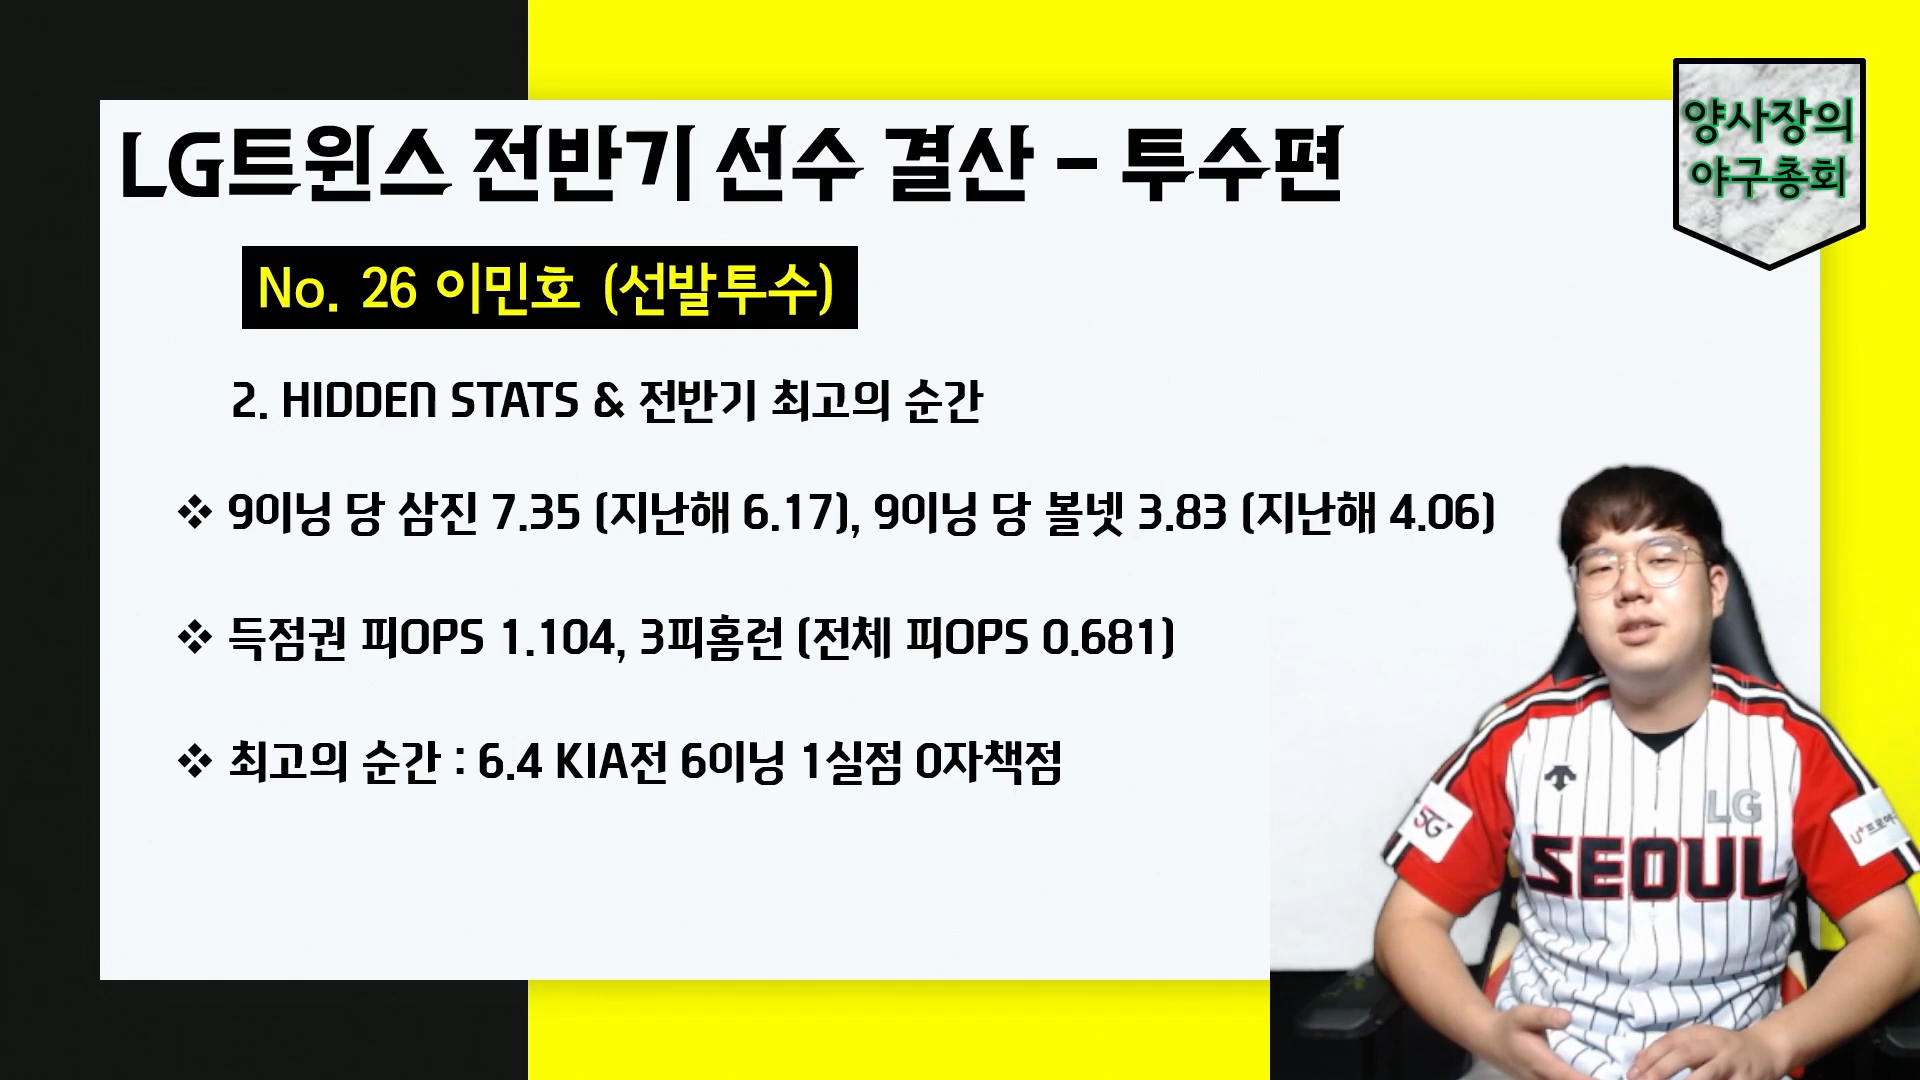 LG트윈스 전반기 선수 결산 - 투수편
양사장의
야구총회
No. 26 이민호 (선발투수)
2. HIDDEN STATS & 전반기 최고의 순간
❖ 9이닝 당 삼진 7.35 (지난해 6.17), 9이닝 당 볼넷 3.83 (지난해 4.06)
❖ 득점권 피OPS 1.104, 3피홈런 (전체 피OPS 0.681)
❖ 최고의 순간 : 6.4 KIA전 6이닝 1실점 0자책점
LG
5G
U+프로야
SEOUL